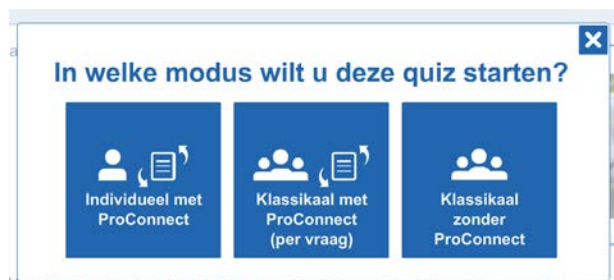 In welke modus wilt u deze quiz starten?
Individueel met
ProConnect
Klassikaal met
ProConnect
(per vraag)
Klassikaal
zonder
ProConnect